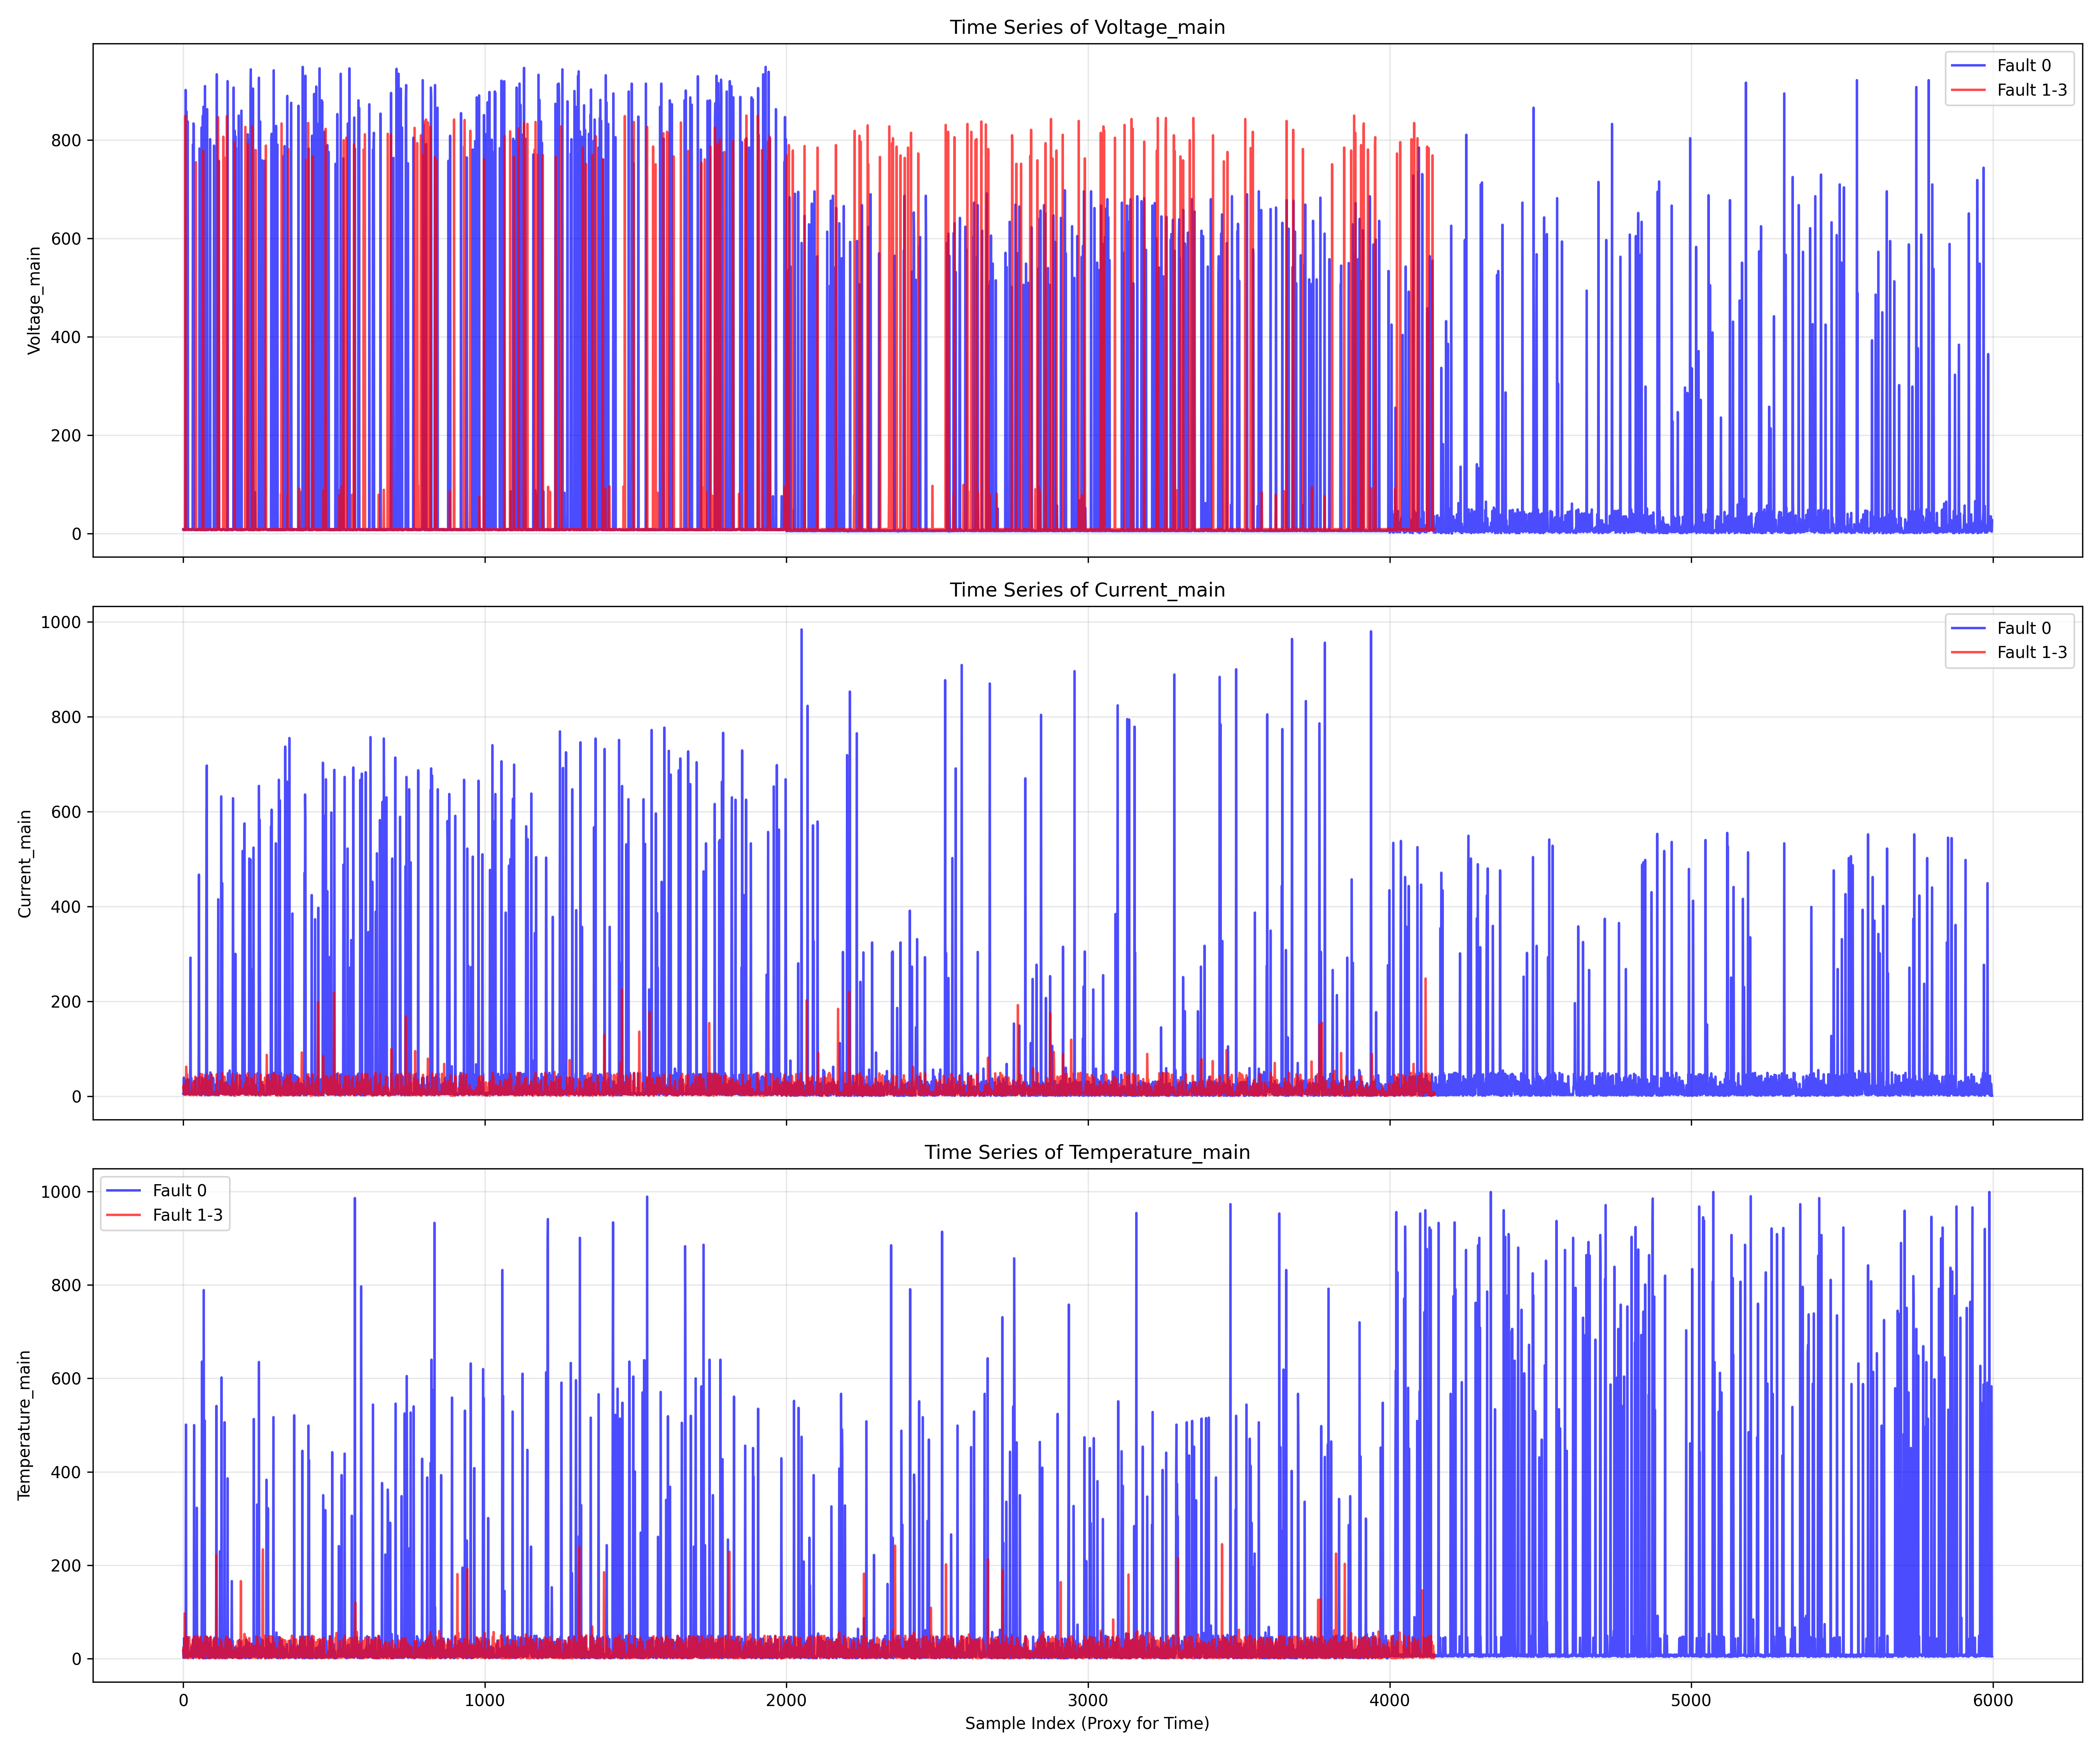 Time Series of Voltage_main
Voltage_main
800
600
400
200
0
Fault 0
Fault 1-3
Time Series of Current_main
Current_main
1000
800
600
400
200
0
Fault 0
Fault 1-3
Time Series of Temperature_main
Temperature_main
1000
800
600
400
200
0
Fault 0
Fault 1-3
0 1000 2000 3000 4000 5000 6000
Sample Index (Proxy for Time)